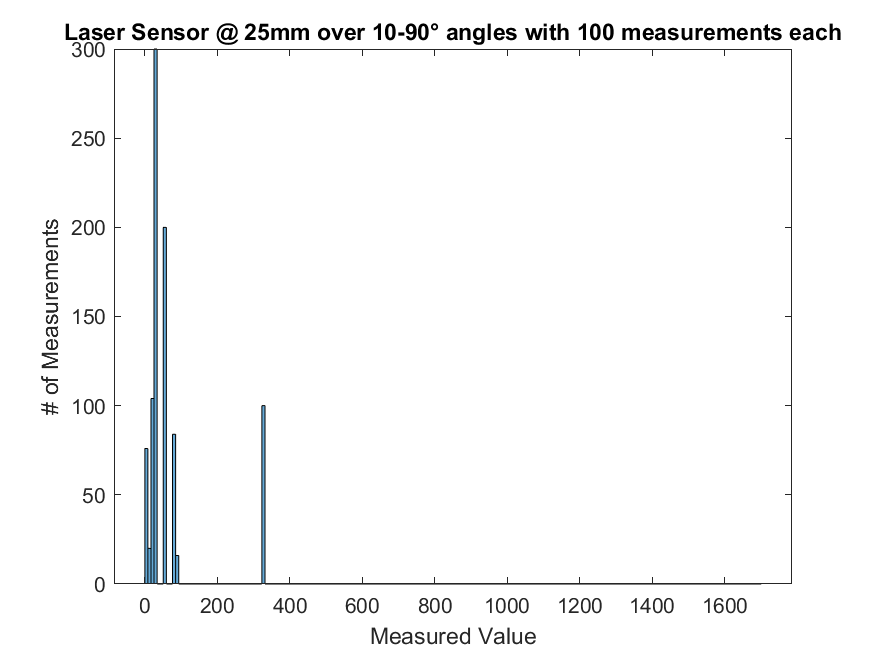 Laser Sensor @ 25mm over 10-90° angles with 100 measurements each
300
250
200
150
100
50
0
# of Measurements
0 200 400 600 800 1000 1200 1400 1600
Measured Value